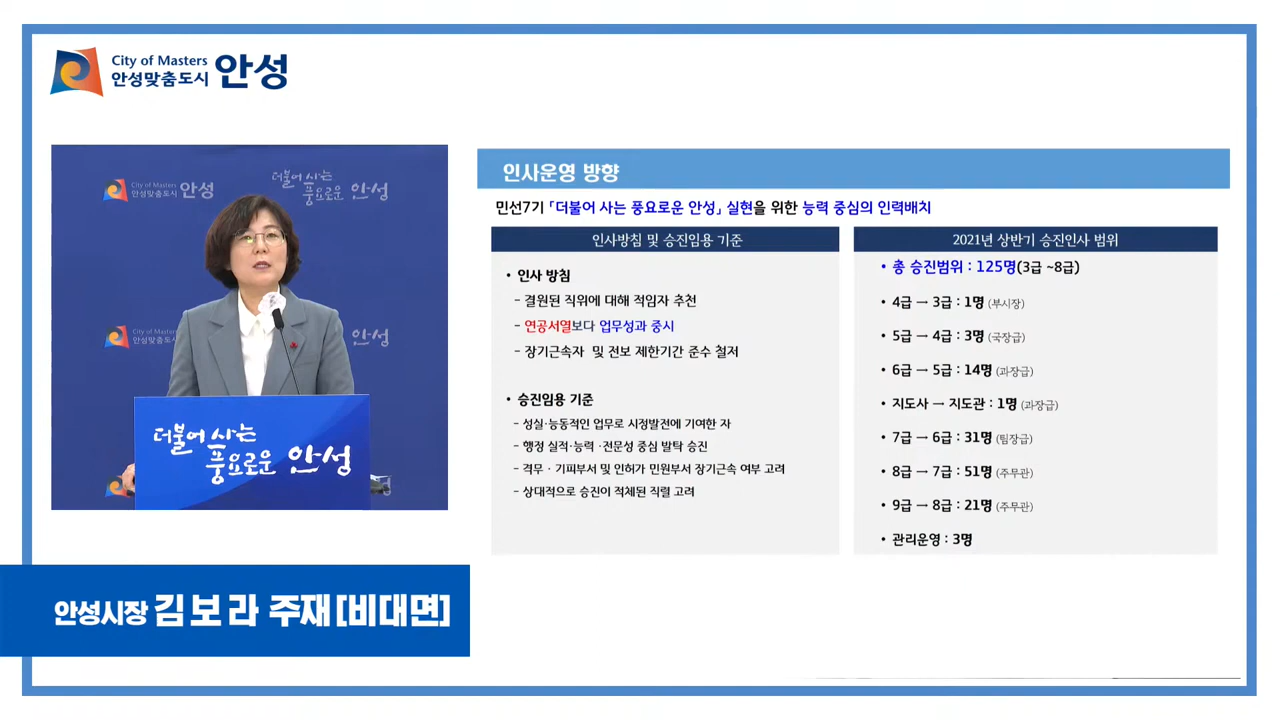 City of Masters
안성맞춤도시 안성
City of Masters
안성맞춤도시 안성
더불어 사는
풍요로운 안성
City of Masters
안성맞춤도시
안성
더불어 사는
풍요로운 안성
안성시장 김보라 주재[비대면]
인사운영 방향
민선7기 「더불어 사는 풍요로운 안성」 실현을 위한 능력 중심의 인력배치
인사방침 및 승진임용 기준
• 인사 방침
- 결원된 직위에 대해 적임자 추천
- 연공서열보다 업무성과 중시
- 장기근속자 및 전보 제한기간 준수 철저
• 승진임용 기준
- 성실·능동적인 업무로 시정발전에 기여한 자
- 행정 실적·능력 ·전문성 중심 발탁 승진
- 격무 · 기피부서 및 인허가 민원부서 장기근속 여부 고려
- 상대적으로 승진이 적체된 직렬 고려
2021년 상반기 승진인사 범위
• 총 승진범위 : 125명(3급 ~8급)
• 4급 → 3급 : 1명 (부시장)
• 5급 → 4급 : 3명 (국장급)
• 6급 → 5급 : 14명 (과장급)
• 지도사 → 지도관 : 1명 (과장급)
• 7급 → 6급 : 31명 (팀장급)
• 8급 → 7급 : 51명 (주무관)
• 9급 → 8급 : 21명 (주무관)
• 관리운영 : 3명